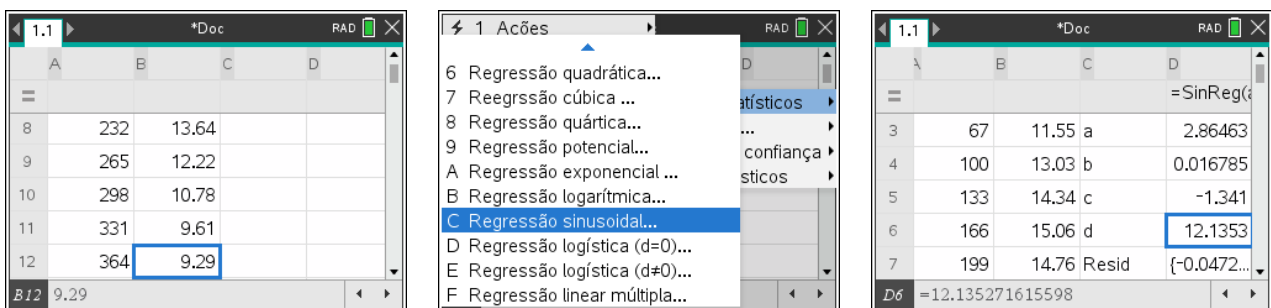 1.1 *Doc RAD
A B C D
=
8 232 13.64
9 265 12.22
10 298 10.78
11 331 9.61
12 364 9.29
B12 9.29
1 Ações RAD
6 Regressão quadrática...
7 Reegrssão cúbica ...
8 Regressão quártica...
9 Regressão potencial...
A Regressão exponencial ...
B Regressão logarítmica...
C Regressão sinusoidal...
D Regressão logística (d=0)...
E Regressão logística (d≠0)...
F Regressão linear múltipla...
D
atísticos
...
confiança
sticos
1.1 *Doc RAD
A B C D
= =SinReg(a
3 67 11.55 a 2.86463
4 100 13.03 b 0.016785
5 133 14.34 c -1.341
6 166 15.06 d 12.1353
7 199 14.76 Resid {-0.0472...
D6 =12.135271615598